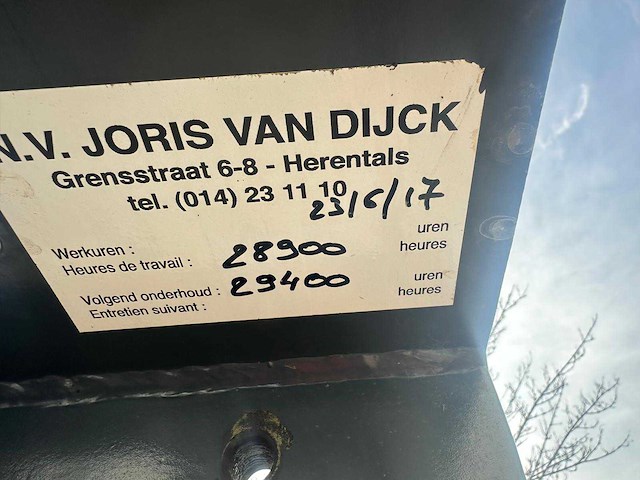 N.V. JORIS VAN DIJCK
Grensstraat 6-8 - Herentals
tel. (014) 23 11 10
23/6/17
Werkuren : 28900 uren
Heures de travail : heures
Volgend onderhoud : 29400 uren
Entretien suivant : heures